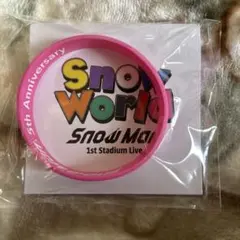 5th Anniversary
Snow
World
Snow Man
1st Stadium Live